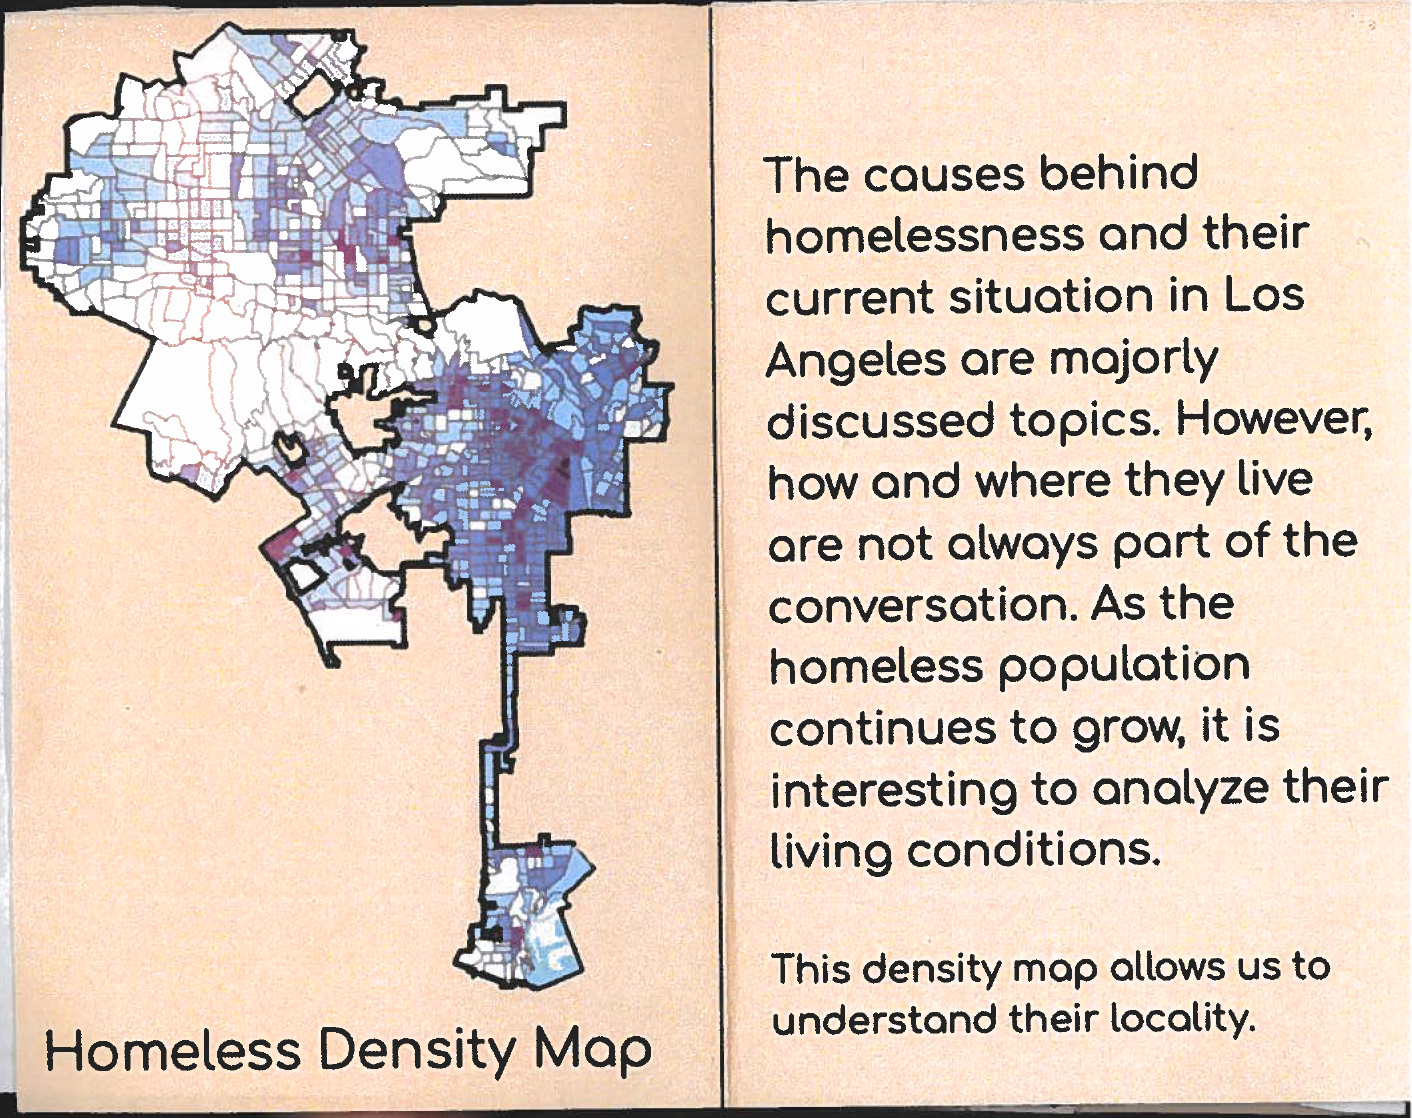 Homeless Density Map
The causes behind
homelessness and their
current situation in Los
Angeles are majorly
discussed topics. However,
how and where they live
are not always part of the
conversation. As the
homeless population
continues to grow, it is
interesting to analyze their
living conditions.
This density map allows us to
understand their locality.